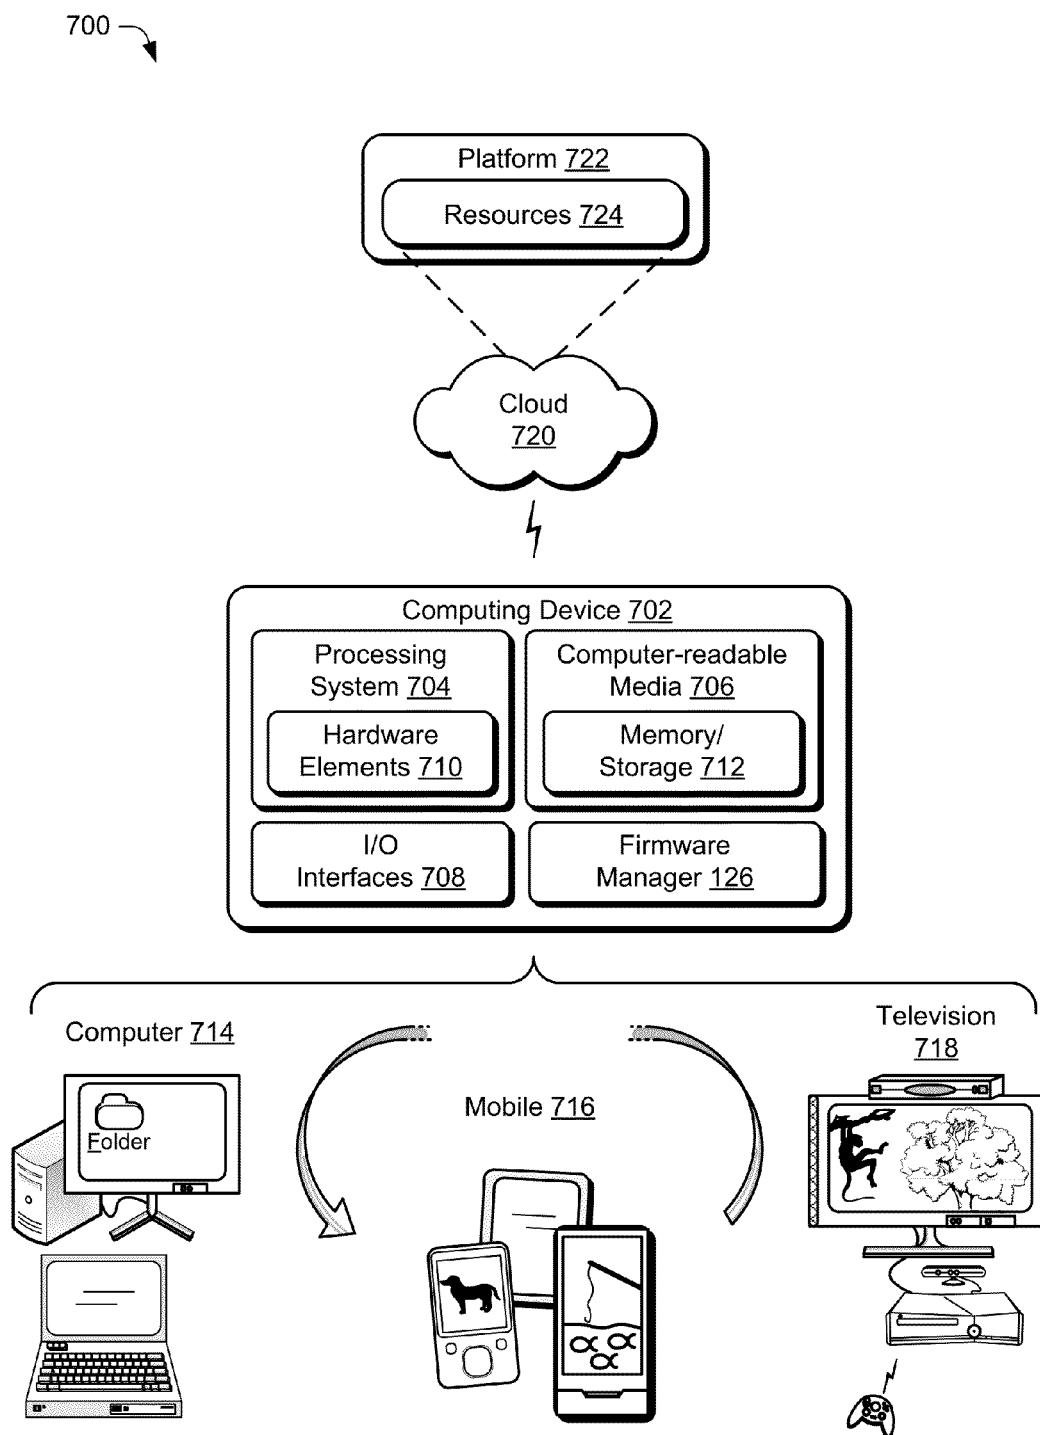 700
Platform 722
Resources 724
Cloud
720
Computing Device 702
Processing
System 704
Hardware
Elements 710
Computer-readable
Media 706
Memory/
Storage 712
I/O
Interfaces 708
Firmware
Manager 126
Computer 714
Folder
Mobile 716
Television
718